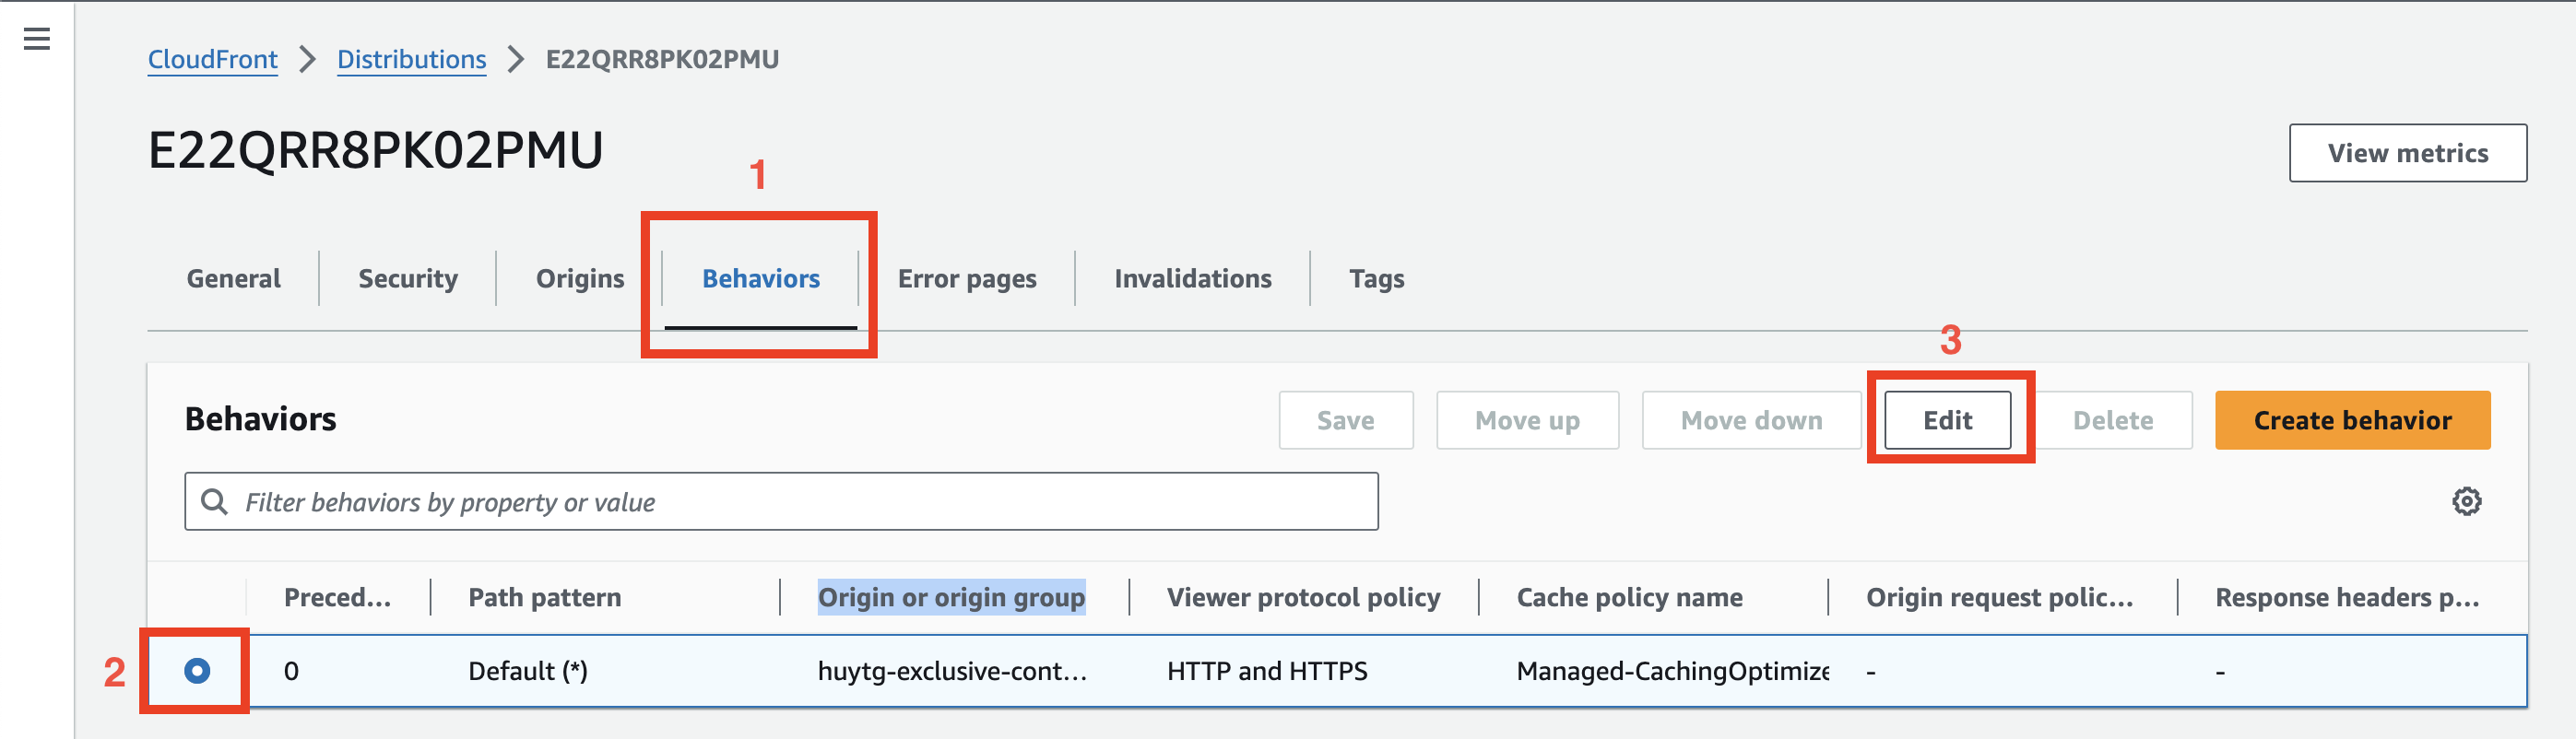 CloudFront > Distributions > E22QRR8PK02PMU
E22QRR8PK02PMU
View metrics
1
General Security Origins Behaviors Error pages Invalidations Tags
3
Behaviors Save Move up Move down Edit Delete Create behavior
Filter behaviors by property or value
Preced... Path pattern Origin or origin group Viewer protocol policy Cache policy name Origin request polic... Response headers p...
2 0 Default (*) huytg-exclusive-cont... HTTP and HTTPS Managed-CachingOptimize - -